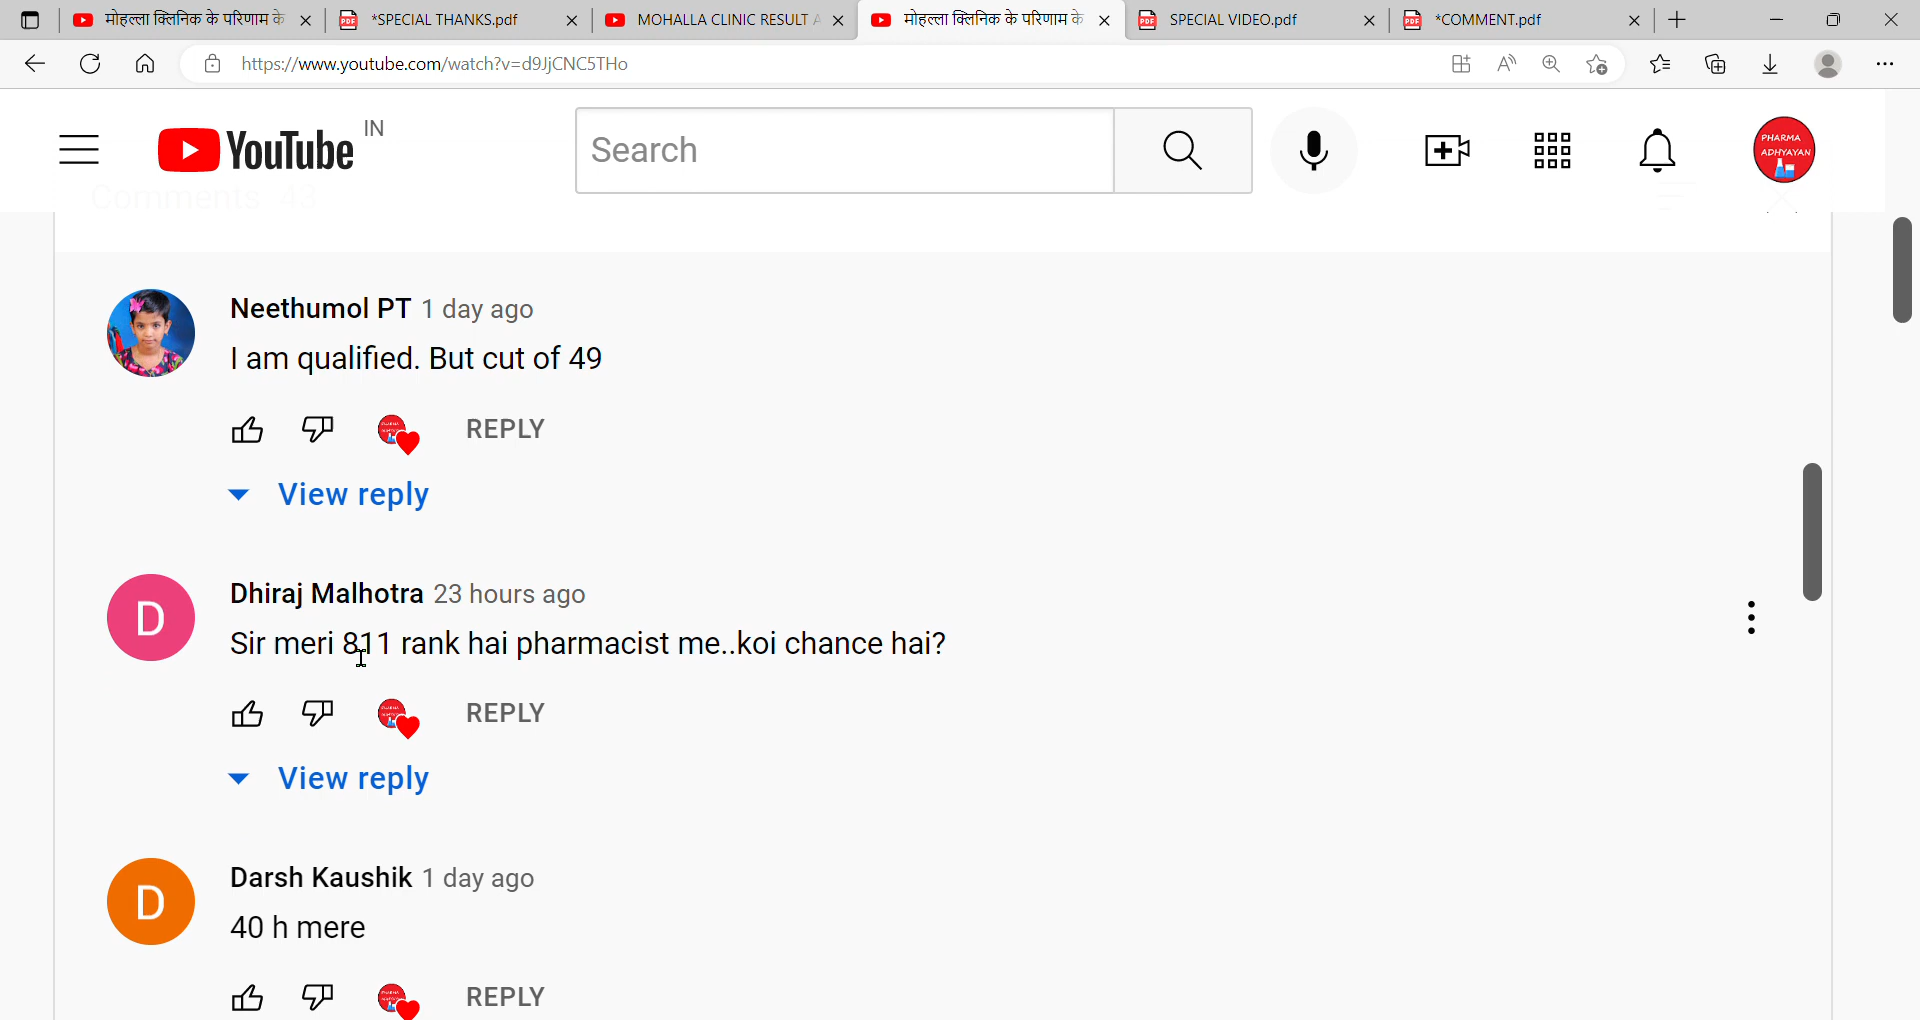 मोहल्ला क्लिनिक के परिणाम के
*SPECIAL THANKS.pdf
MOHALLA CLINIC RESULT
मोहल्ला क्लिनिक के परिणाम के
SPECIAL VIDEO.pdf
*COMMENT.pdf
https://www.youtube.com/watch?v=d9JjCNC5THo
YouTube IN
Search
PHARMA
ADHYAYAN
Comments 43
Neethumol PT 1 day ago
I am qualified. But cut of 49
REPLY
View reply
D
Dhiraj Malhotra 23 hours ago
Sir meri 811 rank hai pharmacist me..koi chance hai?
REPLY
View reply
D
Darsh Kaushik 1 day ago
40 h mere
REPLY